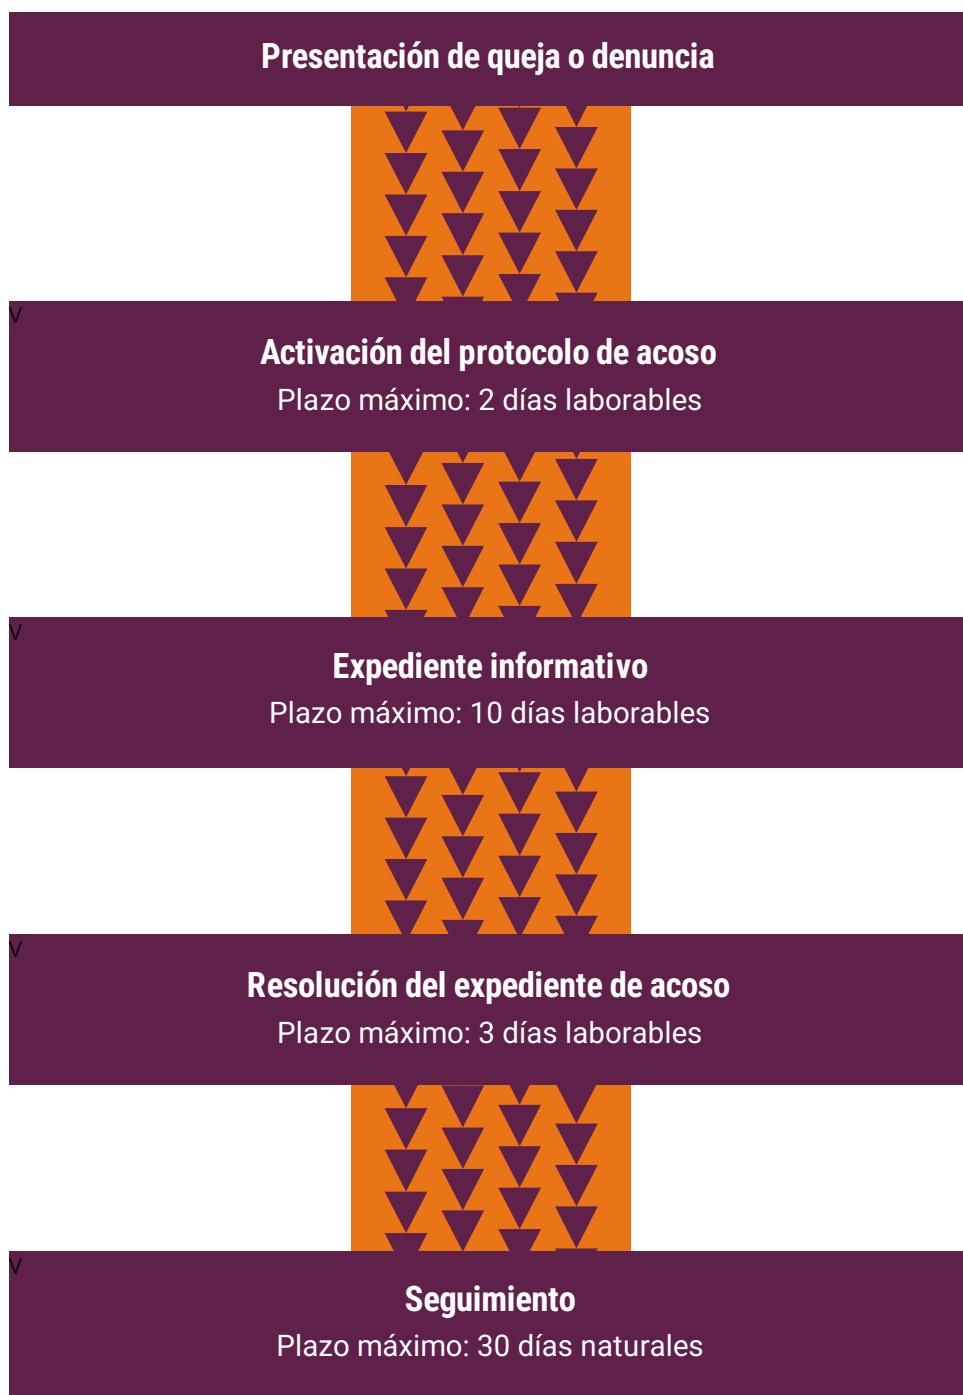 Presentación de queja o denuncia
V
Activación del protocolo de acoso
Plazo máximo: 2 días laborables
V
Expediente informativo
Plazo máximo: 10 días laborables
V
Resolución del expediente de acoso
Plazo máximo: 3 días laborables
V
Seguimiento
Plazo máximo: 30 días naturales